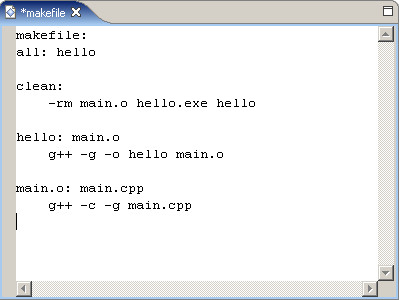 *makefile
makefile:
all: hello
clean:
    -rm main.o hello.exe hello
hello: main.o
    g++ -g -o hello main.o
main.o: main.cpp
    g++ -c -g main.cpp